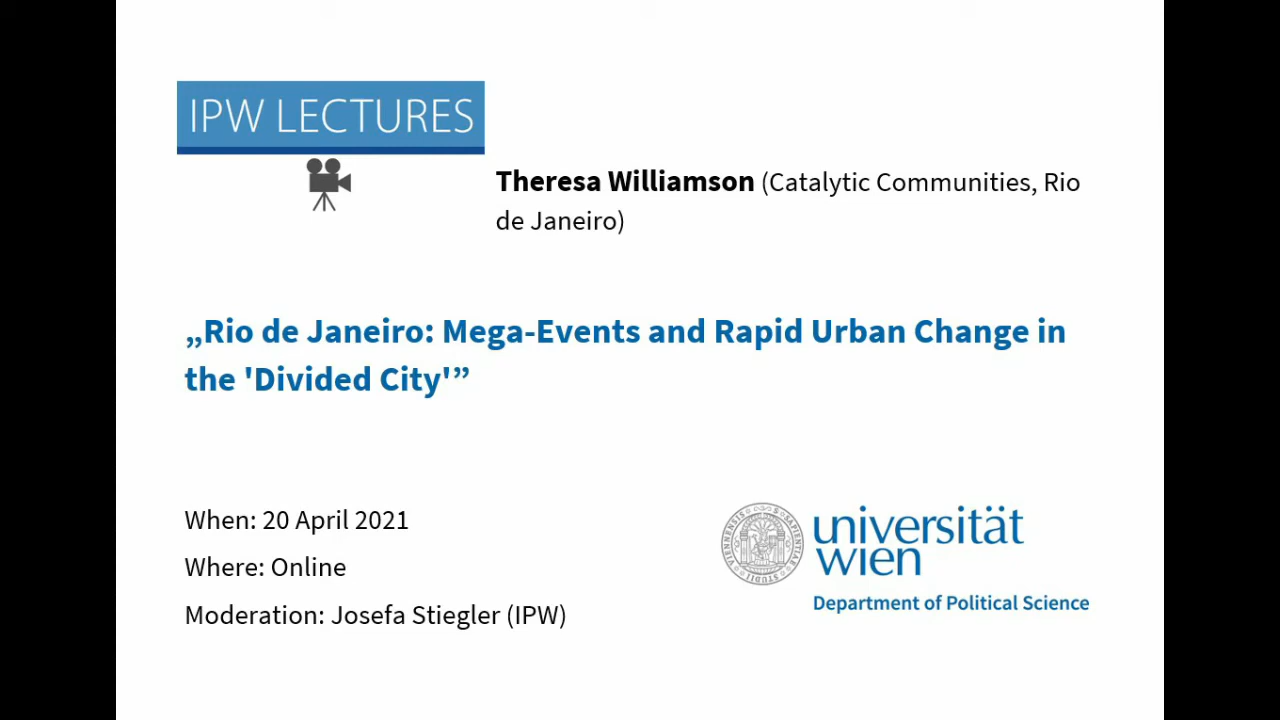 IPW LECTURES
Theresa Williamson (Catalytic Communities, Rio
de Janeiro)
„Rio de Janeiro: Mega-Events and Rapid Urban Change in
the 'Divided City'”
When: 20 April 2021
Where: Online
Moderation: Josefa Stiegler (IPW)
universität
wien
Department of Political Science